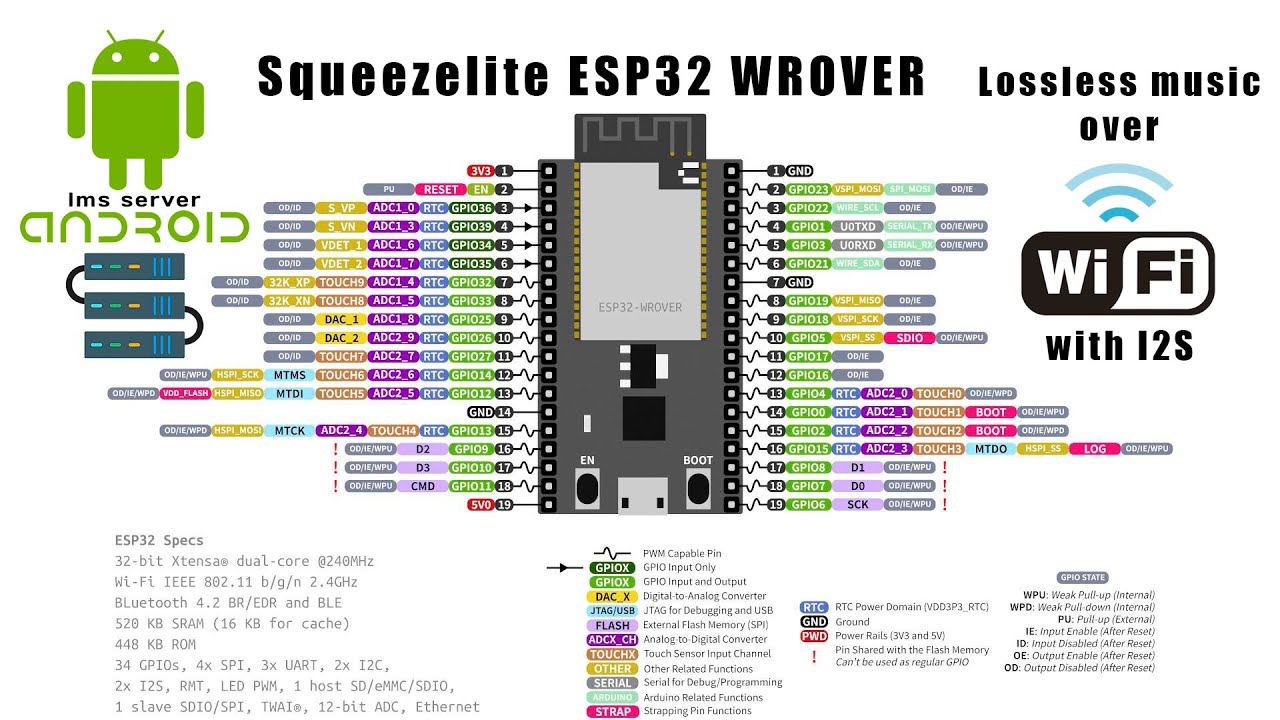 Squeezelite ESP32 WROVER
Lossless music
over
WiFi
with I2S
lms server
ANDROID
3V3 1
PU RESET EN 2
OD/ID S_VP ADC1_0 RTC GPIO36 3
OD/ID S_VN ADC1_3 RTC GPIO39 4
OD/ID VDET_1 ADC1_6 RTC GPIO34 5
OD/ID VDET_2 ADC1_7 RTC GPIO35 6
OD/ID 32K_XP TOUCH9 ADC1_4 RTC GPIO32 7
OD/ID 32K_XN TOUCH8 ADC1_5 RTC GPIO33 8
OD/ID DAC_1 ADC1_8 RTC GPIO25 9
OD/ID DAC_2 ADC2_9 RTC GPIO26 10
OD/ID TOUCH7 ADC2_7 RTC GPIO27 11
OD/IE/WPU HSPI_SCK MTMS TOUCH6 ADC2_6 RTC GPIO14 12
OD/IE/WPD VDD_FLASH HSPI_MISO MTDI TOUCH5 ADC2_5 RTC GPIO12 13
GND 14
OD/IE/WPD HSPI_MOSI MTCK ADC2_4 TOUCH4 RTC GPIO13 15
! OD/IE/WPU D2 GPIO9 16
! OD/IE/WPU D3 GPIO10 17
! OD/IE/WPU CMD GPIO11 18
5V0 19
ESP32-WROVER
EN
BOOT
1 GND
2 GPIO23 VSPI_MOSI SPI_MOSI OD/IE
3 GPIO22 WIRE_SCL OD/IE
4 GPIO1 U0TXD SERIAL_TX OD/IE/WPU
5 GPIO3 U0RXD SERIAL_RX OD/IE/WPU
6 GPIO21 WIRE_SDA OD/IE
7 GND
8 GPIO19 VSPI_MISO OD/IE
9 GPIO18 VSPI_SCK OD/IE
10 GPIO5 VSPI_SS SDIO OD/IE/WPU
11 GPIO17 OD/IE
12 GPIO16 OD/IE
13 GPIO4 RTC ADC2_0 TOUCH0 OD/IE/WPD
14 GPIO0 RTC ADC2_1 TOUCH1 BOOT OD/IE/WPU
15 GPIO2 RTC ADC2_2 TOUCH2 BOOT OD/IE/WPD
16 GPIO15 RTC ADC2_3 TOUCH3 MTDO HSPI_SS LOG OD/IE/WPU
17 GPIO8 D1 OD/IE/WPU !
18 GPIO7 D0 OD/IE/WPU !
19 GPIO6 SCK OD/IE/WPU !
ESP32 Specs
32-bit Xtensa® dual-core @240MHz
Wi-Fi IEEE 802.11 b/g/n 2.4GHz
BLuetooth 4.2 BR/EDR and BLE
520 KB SRAM (16 KB for cache)
448 KB ROM
34 GPIOs, 4x SPI, 3x UART, 2x I2C,
2x I2S, RMT, LED PWM, 1 host SD/eMMC/SDIO,
1 slave SDIO/SPI, TWAI®, 12-bit ADC, Ethernet
PWM Capable Pin
GPIOX GPIO Input Only
GPIOX GPIO Input and Output
DAC_X Digital-to-Analog Converter
JTAG/USB JTAG for Debugging and USB
FLASH External Flash Memory (SPI)
ADCX_CH Analog-to-Digital Converter
TOUCHX Touch Sensor Input Channel
OTHER Other Related Functions
SERIAL Serial for Debug/Programming
ARDUINO Arduino Related Functions
STRAP Strapping Pin Functions
RTC RTC Power Domain (VDD3P3_RTC)
GND Ground
PWD Power Rails (3V3 and 5V)
! Pin Shared with the Flash Memory
Can't be used as regular GPIO
GPIO STATE
WPU: Weak Pull-up (Internal)
WPD: Weak Pull-down (Internal)
PU: Pull-up (External)
IE: Input Enable (After Reset)
ID: Input Disabled (After Reset)
OE: Output Enable (After Reset)
OD: Output Disabled (After Reset)